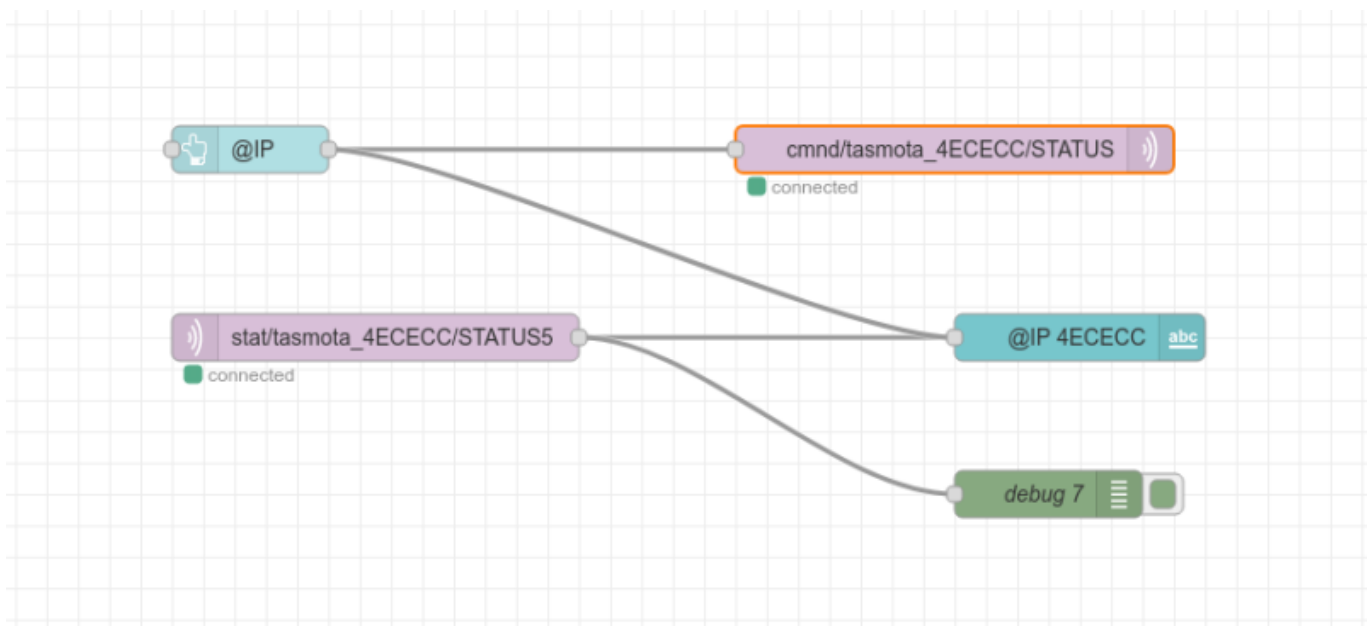 @IP
cmnd/tasmota_4ECECC/STATUS
connected
stat/tasmota_4ECECC/STATUS5
@IP 4ECECC
abc
connected
debug 7